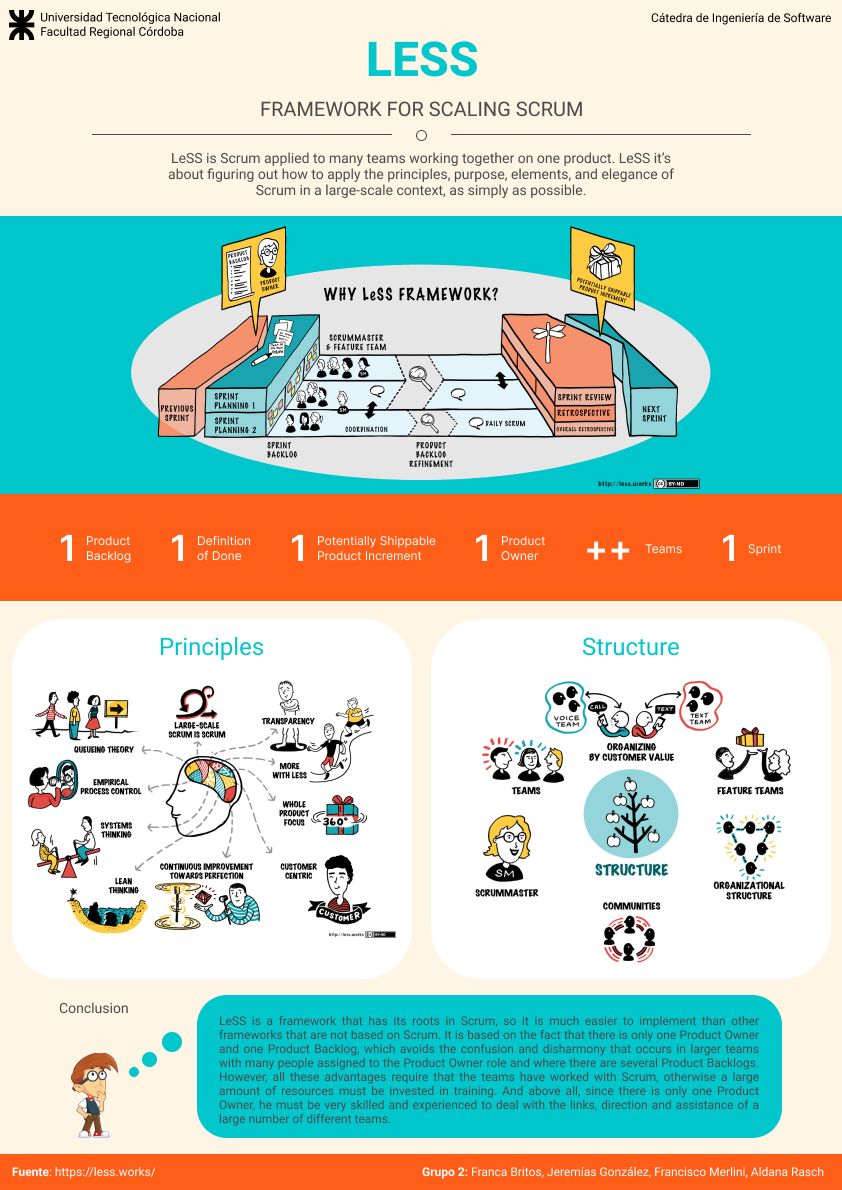 Universidad Tecnológica Nacional
Facultad Regional Córdoba
Cátedra de Ingeniería de Software
LESS
FRAMEWORK FOR SCALING SCRUM
LeSS is Scrum applied to many teams working together on one product. LeSS it's
about figuring out how to apply the principles, purpose, elements, and elegance of
Scrum in a large-scale context, as simply as possible.
PRODUCT
BACKLOG
PRODUCT
OWNER
POTENTIALLY SHIPPABLE
PRODUCT INCREMENT
WHY LeSS FRAMEWORK?
SCRUMMASTER
& FEATURE TEAM
PREVIOUS
SPRINT
SPRINT
PLANNING 1
SPRINT
PLANNING 2
SM
SM
COORDINATION
DAILY SCRUM
SPRINT REVIEW
RETROSPECTIVE
OVERALL RETROSPECTIVE
NEXT
SPRINT
SPRINT
BACKLOG
PRODUCT
BACKLOG
REFINEMENT
http://less.works
CC BY-ND
1 Product
Backlog
1 Definition
of Done
1 Potentially Shippable
Product Increment
1 Product
Owner
++ Teams
1 Sprint
Principles
LARGE-SCALE
SCRUM IS SCRUM
TRANSPARENCY
QUEUEING THEORY
MORE
WITH LESS
EMPIRICAL
PROCESS CONTROL
WHOLE
PRODUCT
FOCUS
360°
SYSTEMS
THINKING
CONTINUOUS IMPROVEMENT
TOWARDS PERFECTION
CUSTOMER
CENTRIC
LEAN
THINKING
CUSTOMER
http://less.works
CC BY-ND
Structure
VOICE
TEAM
CALL
TEXT
TEXT
TEAM
ORGANIZING
BY CUSTOMER VALUE
TEAMS
FEATURE TEAMS
SM
STRUCTURE
SCRUMMASTER
ORGANIZATIONAL
STRUCTURE
COMMUNITIES
Conclusion
LeSS is a framework that has its roots in Scrum, so it is much easier to implement than other
frameworks that are not based on Scrum. It is based on the fact that there is only one Product Owner
and one Product Backlog, which avoids the confusion and disharmony that occurs in larger teams
with many people assigned to the Product Owner role and where there are several Product Backlogs.
However, all these advantages require that the teams have worked with Scrum, otherwise a large
amount of resources must be invested in training. And above all, since there is only one Product
Owner, he must be very skilled and experienced to deal with the links, direction and assistance of a
large number of different teams.
Fuente: https://less.works/
Grupo 2: Franca Britos, Jeremías González, Francisco Merlini, Aldana Rasch